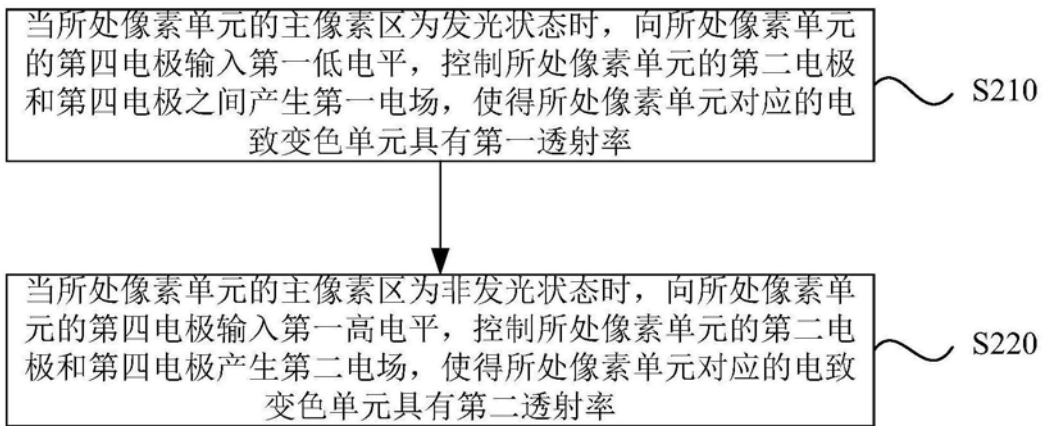 当所处像素单元的主像素区为发光状态时，向所处像素单元
的第四电极输入第一低电平，控制所处像素单元的第二电极
和第四电极之间产生第一电场，使得所处像素单元对应的电
致变色单元具有第一透射率
S210
当所处像素单元的主像素区为非发光状态时，向所处像素单
元的第四电极输入第一高电平，控制所处像素单元的第二电
极和第四电极产生第二电场，使得所处像素单元对应的电致
变色单元具有第二透射率
S220